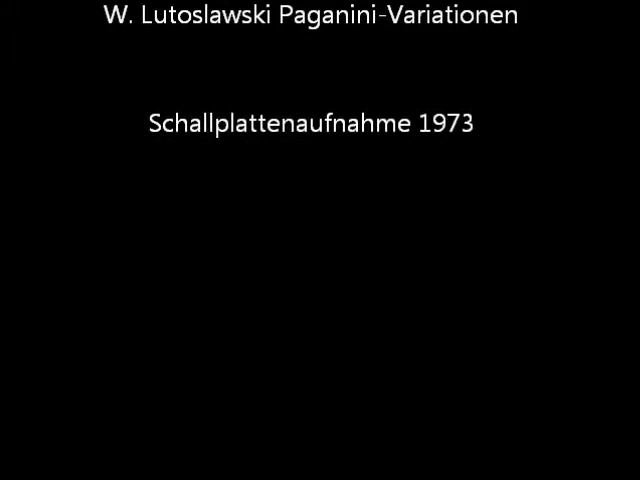 W. Lutoslawski Paganini-Variationen
Schallplattenaufnahme 1973